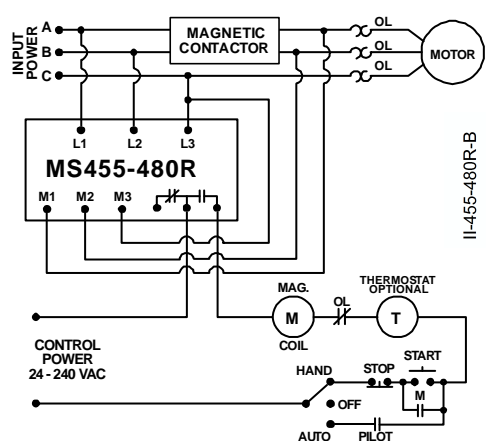 INPUT
POWER
A
B
C
MAGNETIC
CONTACTOR
OL
OL
OL
MOTOR
L1
L2
L3
MS455-480R
M1
M2
M3
II-455-480R-B
MAG.
M
COIL
OL
THERMOSTAT
OPTIONAL
T
CONTROL
POWER
24 - 240 VAC
HAND
STOP
START
M
OFF
AUTO
PILOT